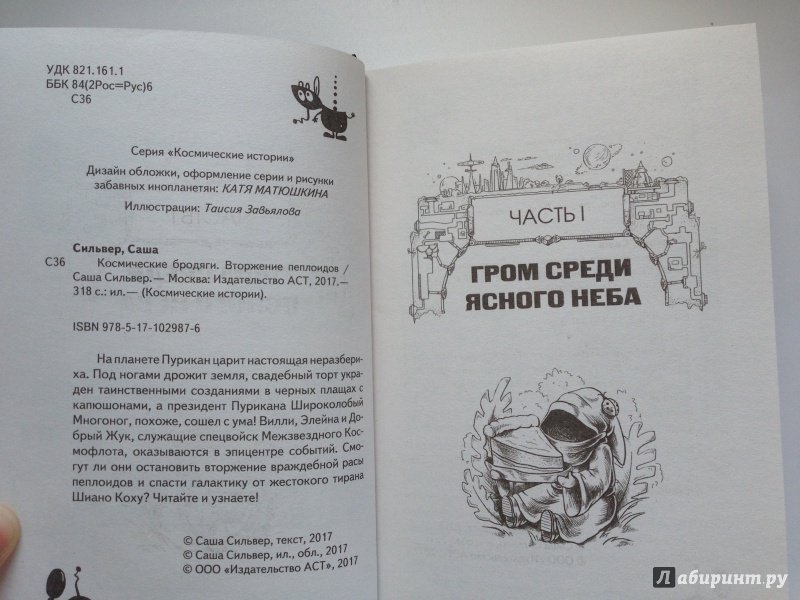 УДК 821.161.1
ББК 84(2Рос=Рус)6
С36
Серия «Космические истории»
Дизайн обложки, оформление серии и рисунки
забавных инопланетян: КАТЯ МАТЮШКИНА
Иллюстрации: Таисия Завьялова
Сильвер, Саша
С36 Космические бродяги. Вторжение пеплоидов /
Саша Сильвер.— Москва: Издательство АСТ, 2017.—
318 с.: ил.— (Космические истории).
ISBN 978-5-17-102987-6
На планете Пурикан царит настоящая неразбери-
ха. Под ногами дрожит земля, свадебный торт укра-
ден таинственными созданиями в черных плащах с
капюшонами, а президент Пурикана Широколобый
Многоног, похоже, сошел с ума! Вилли, Элейна и До-
брый Жук, служащие спецвойск Межзвездного Кос-
мофлота, оказываются в эпицентре событий. Смо-
гут ли они остановить вторжение враждебной расы
пеплоидов и спасти галактику от жестокого тирана
Шиано Коху? Читайте и узнаете!
© Саша Сильвер, текст, 2017
© Саша Сильвер, ил., обл., 2017
© ООО «Издательство АСТ», 2017
ЧАСТЬ I
ГРОМ СРЕДИ
ЯСНОГО НЕБА
Лабиринт.ру